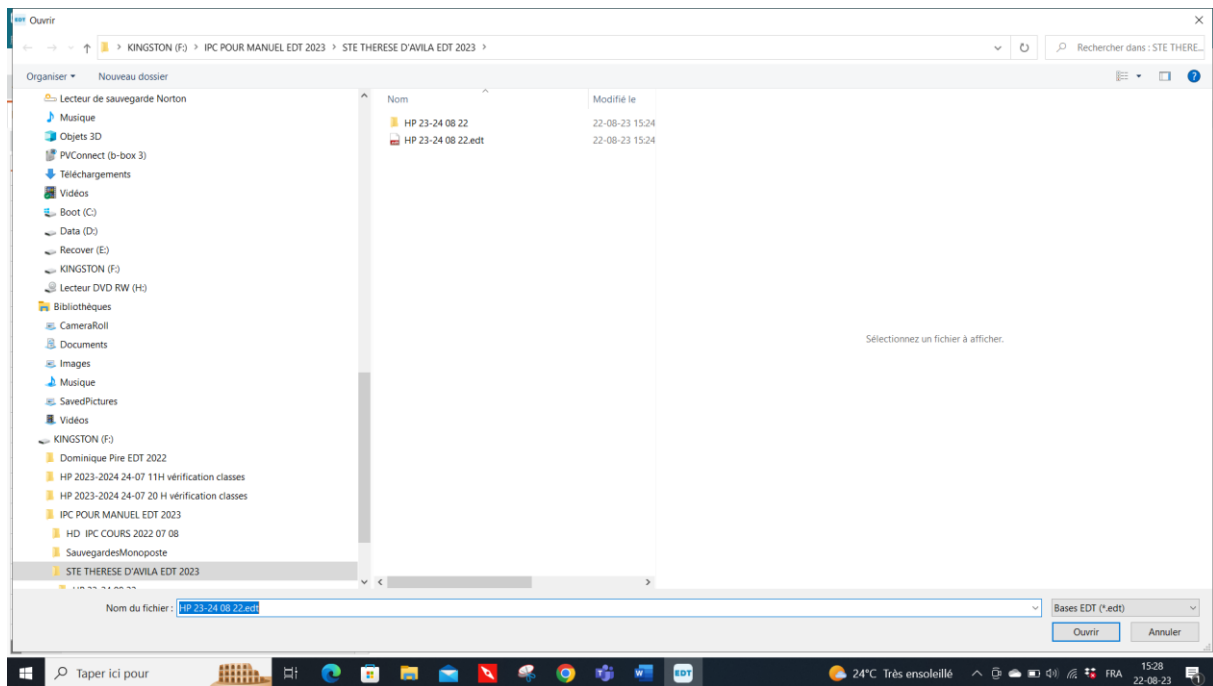 EDT Ouvrir
KINGSTON (F:) > IPC POUR MANUEL EDT 2023 > STE THERESE D'AVILA EDT 2023 >
Rechercher dans : STE THERE...
Organiser
Nouveau dossier
Lecteur de sauvegarde Norton
Musique
Objets 3D
PVConnect (b-box 3)
Téléchargements
Vidéos
Boot (C:)
Data (D:)
Recover (E:)
KINGSTON (F:)
Lecteur DVD RW (H:)
Bibliothèques
CameraRoll
Documents
Images
Musique
SavedPictures
Vidéos
KINGSTON (F:)
Dominique Pire EDT 2022
HP 2023-2024 24-07 11H vérification classes
HP 2023-2024 24-07 20 H vérification classes
IPC POUR MANUEL EDT 2023
HD IPC COURS 2022 07 08
SauvegardesMonoposte
STE THERESE D'AVILA EDT 2023
Nom
Modifié le
HP 23-24 08 22
22-08-23 15:24
HP 23-24 08 22.edt
22-08-23 15:24
Sélectionnez un fichier à afficher.
Nom du fichier :
HP 23-24 08 22.edt
Bases EDT (*.edt)
Ouvrir
Annuler
Taper ici pour
EDT
24°C Très ensoleillé
FRA
15:28
22-08-23